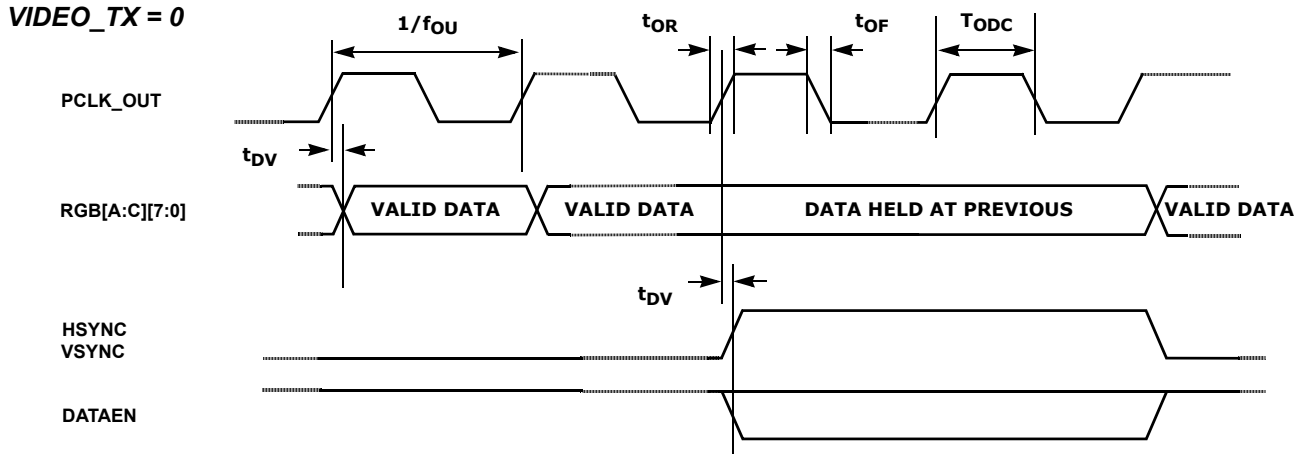 VIDEO_TX = 0
1/fOU
tOR
tOF
TODC
PCLK_OUT
tDV
RGB[A:C][7:0]
VALID DATA
VALID DATA
DATA HELD AT PREVIOUS
VALID DATA
tDV
HSYNC
VSYNC
DATAEN